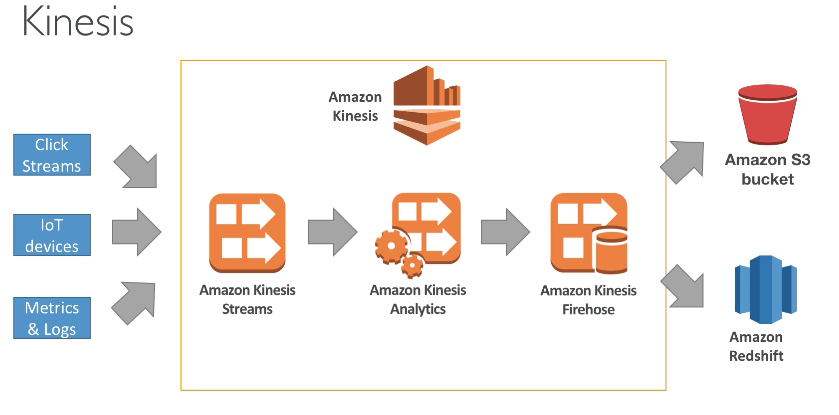 Kinesis
Amazon
Kinesis
Click
Streams
IoT
devices
Metrics
& Logs
Amazon Kinesis
Streams
Amazon Kinesis
Analytics
Amazon Kinesis
Firehose
Amazon S3
bucket
Amazon
Redshift